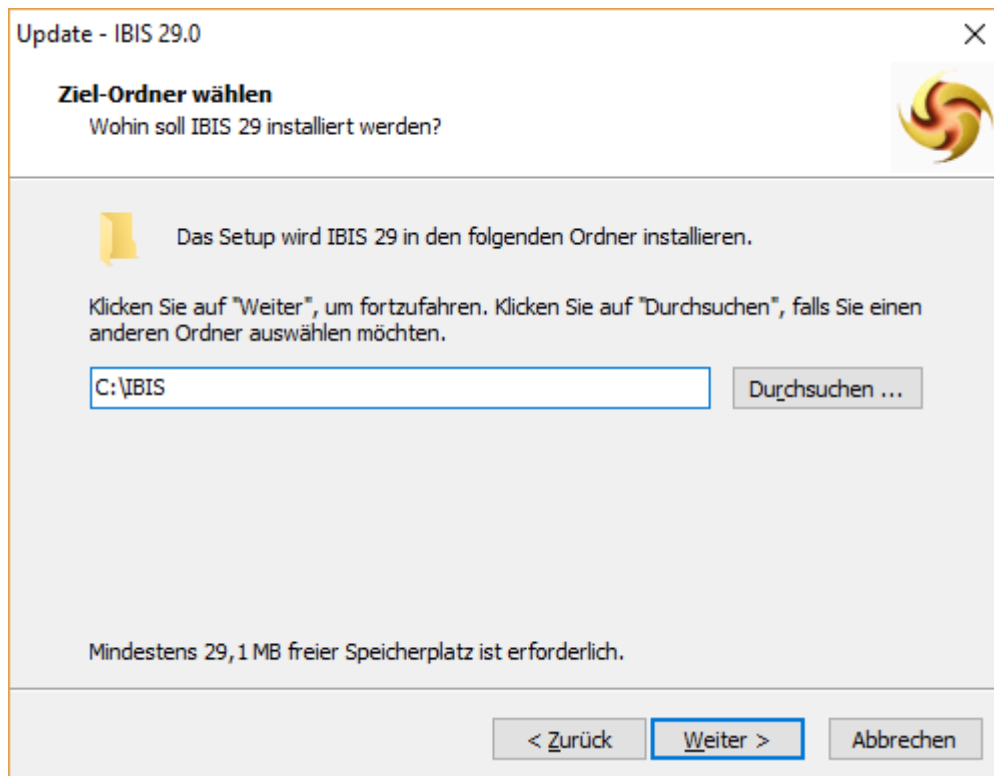 Update - IBIS 29.0
Ziel-Ordner wählen
Wohin soll IBIS 29 installiert werden?
Das Setup wird IBIS 29 in den folgenden Ordner installieren.
Klicken Sie auf "Weiter", um fortzufahren. Klicken Sie auf "Durchsuchen", falls Sie einen
anderen Ordner auswählen möchten.
C:\IBIS
Durchsuchen ...
Mindestens 29,1 MB freier Speicherplatz ist erforderlich.
< Zurück
Weiter >
Abbrechen